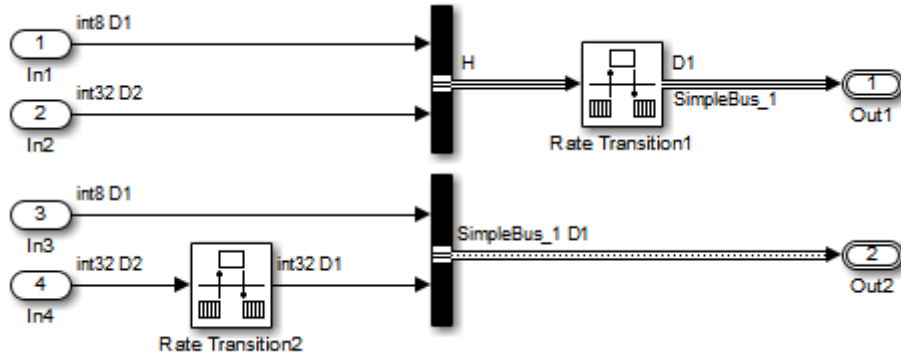 int8 D1
1
In1
int32 D2
2
In2
H
D1
SimpleBus_1
Rate Transition1
1
Out1
int8 D1
3
In3
int32 D2
4
In4
int32 D1
Rate Transition2
SimpleBus_1 D1
2
Out2